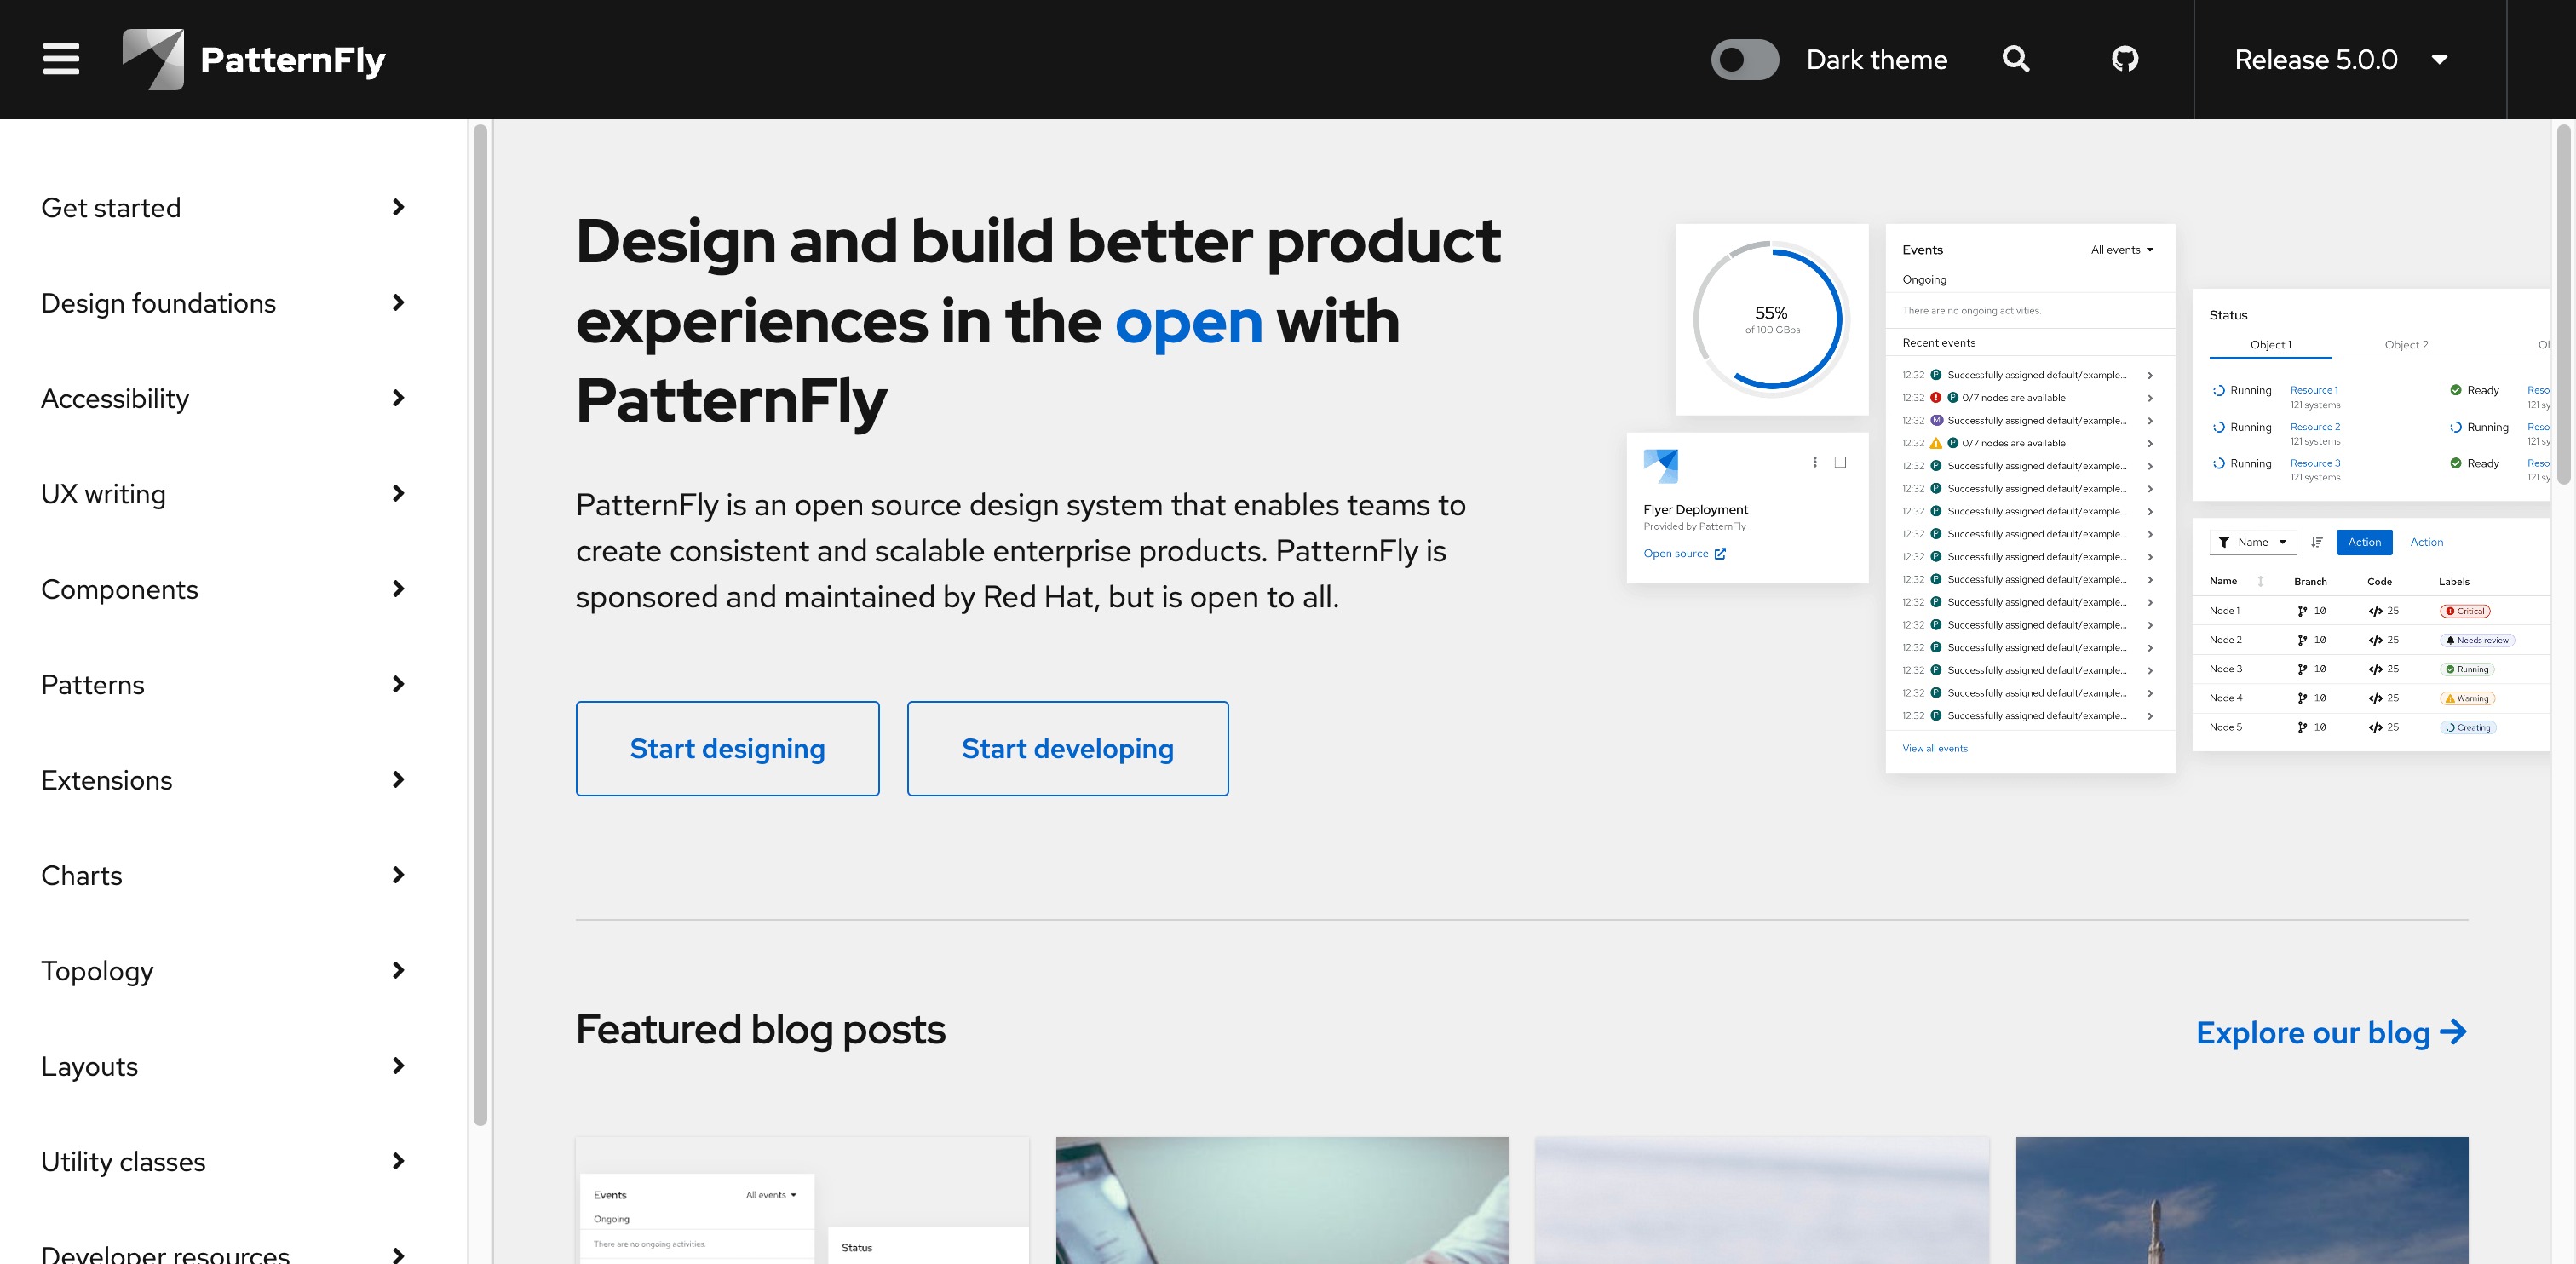 PatternFly
Dark theme
Release 5.0.0
Get started
Design foundations
Accessibility
UX writing
Components
Patterns
Extensions
Charts
Topology
Layouts
Utility classes
Developer resources
Design and build better product
experiences in the open with
PatternFly
PatternFly is an open source design system that enables teams to
create consistent and scalable enterprise products. PatternFly is
sponsored and maintained by Red Hat, but is open to all.
Start designing
Start developing
55%
of 100 GBps
Flyer Deployment
Provided by PatternFly
Open source
Events All events
Ongoing
There are no ongoing activities.
Recent events
12:32 P Successfully assigned default/example...
12:32 P 0/7 nodes are available
12:32 M Successfully assigned default/example...
12:32 P 0/7 nodes are available
12:32 P Successfully assigned default/example...
12:32 P Successfully assigned default/example...
12:32 P Successfully assigned default/example...
12:32 P Successfully assigned default/example...
12:32 P Successfully assigned default/example...
12:32 P Successfully assigned default/example...
12:32 P Successfully assigned default/example...
12:32 P Successfully assigned default/example...
12:32 P Successfully assigned default/example...
12:32 P Successfully assigned default/example...
12:32 P Successfully assigned default/example...
12:32 P Successfully assigned default/example...
View all events
Status
Object 1 Object 2 Ob
Running Resource 1 Ready Reso
121 systems 121 sy
Running Resource 2 Running Reso
121 systems 121 sy
Running Resource 3 Ready Reso
121 systems 121 sy
Name Action Action
Name Branch Code Labels
Node 1 10 25 Critical
Node 2 10 25 Needs review
Node 3 10 25 Running
Node 4 10 25 Warning
Node 5 10 25 Creating
Featured blog posts
Explore our blog
Events All events
Ongoing
There are no ongoing activities.
Status